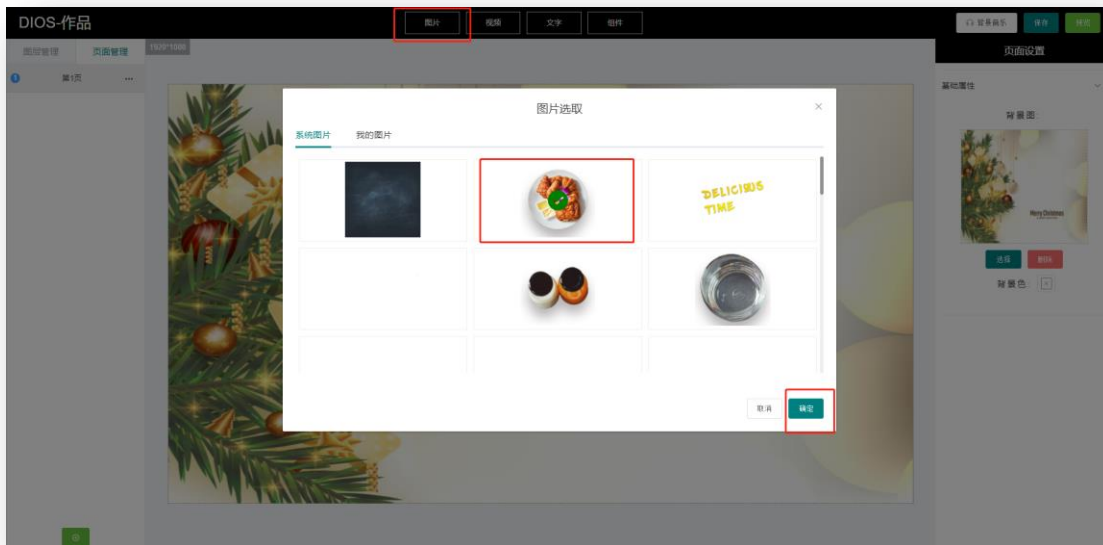 DIOS-作品
图片
视频
文字
组件
背景音乐
保存
预览
图层管理
页面管理
1920*1080
页面设置
第1页
...
基础属性
背景图:
图片选取
系统图片
我的图片
DELICIOUS
TIME
Merry Christmas
选择
删除
背景色:
取消
确定